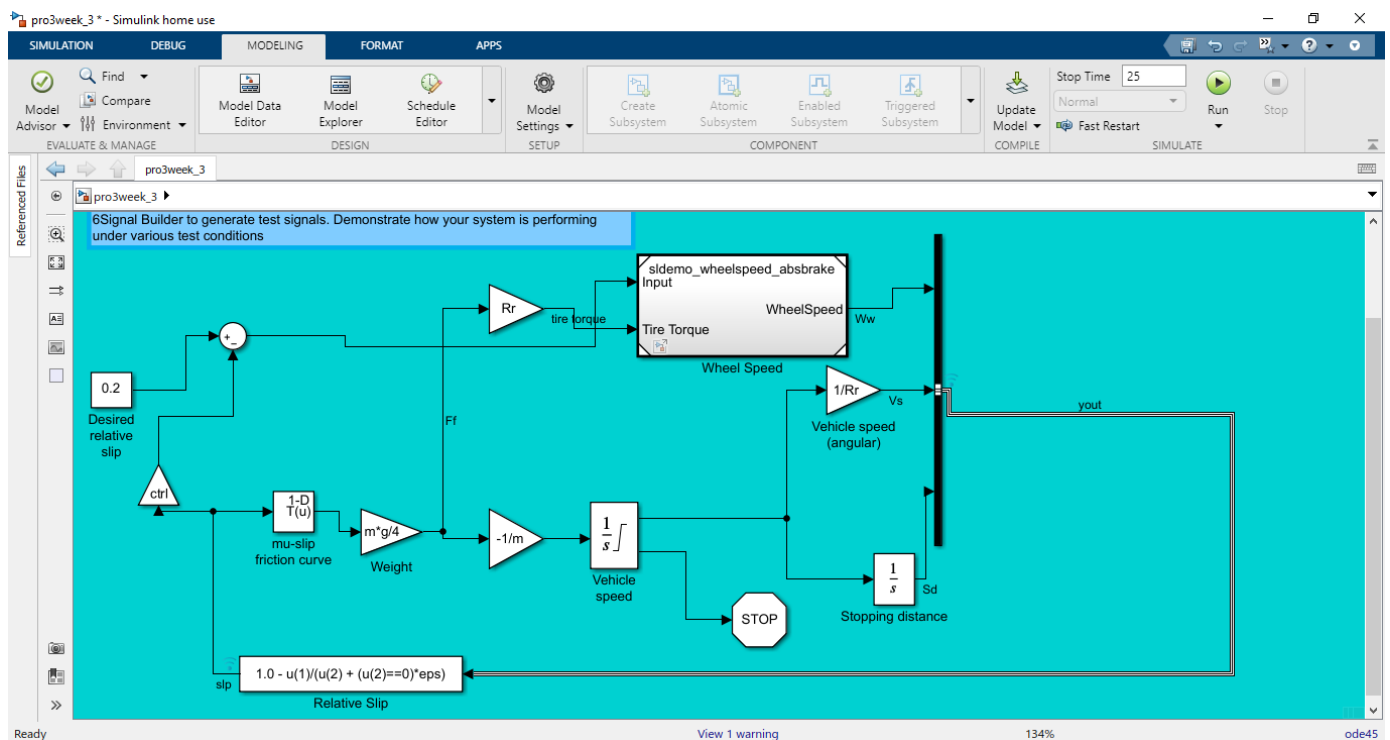 pro3week_3 * - Simulink home use
SIMULATION DEBUG MODELING FORMAT APPS
Model
Advisor
Find
Compare
Environment
EVALUATE & MANAGE
Model Data
Editor
Model
Explorer
Schedule
Editor
DESIGN
Model
Settings
SETUP
Create
Subsystem
Atomic
Subsystem
Enabled
Subsystem
Triggered
Subsystem
COMPONENT
Update
Model
COMPILE
Stop Time 25
Normal
Fast Restart
Run
Stop
SIMULATE
Referenced Files
pro3week_3
pro3week_3
6Signal Builder to generate test signals. Demonstrate how your system is performing
under various test conditions
sldemo_wheelspeed_absbrake
Input
WheelSpeed
Tire Torque
Wheel Speed
Ww
Rr
tire torque
+_
0.2
Desired
relative
slip
Ff
1/Rr
Vs
Vehicle speed
(angular)
yout
ctrl
1-D
T(u)
mu-slip
friction curve
m*g/4
Weight
-1/m
1
s
Vehicle
speed
STOP
1
s
Sd
Stopping distance
slp
1.0 - u(1)/(u(2) + (u(2)==0)*eps)
Relative Slip
Ready View 1 warning 134% ode45